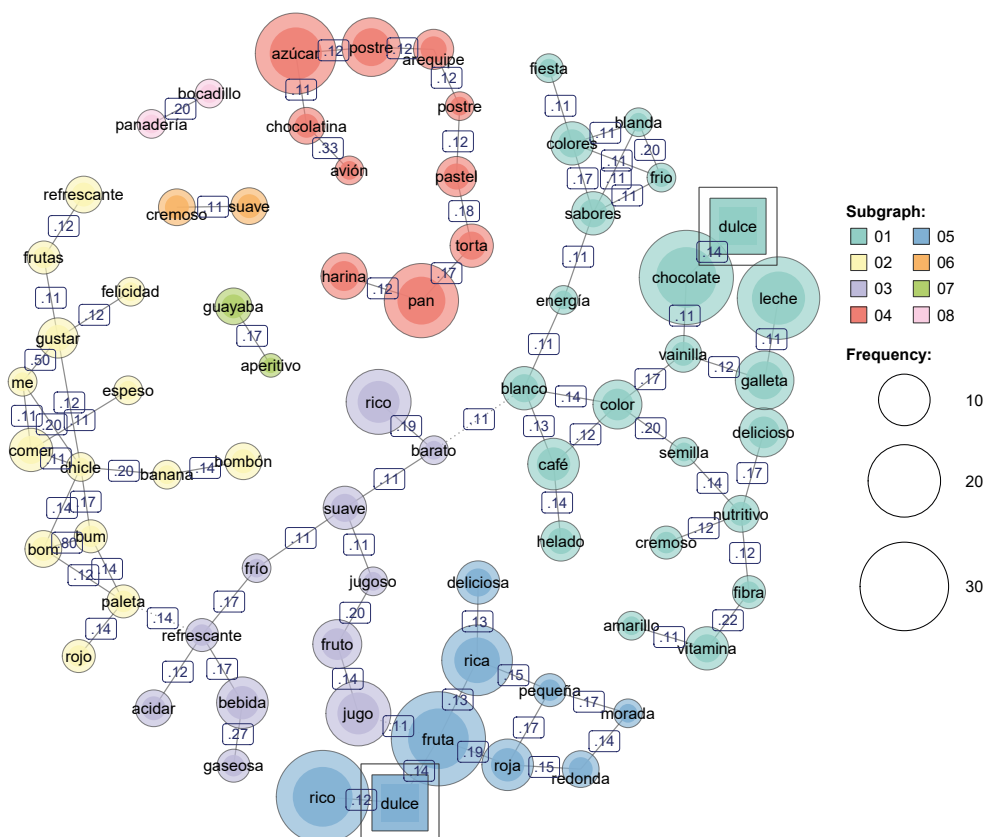 azúcar
.12
postre
.12
arequipe
.12
.11
postre
chocolatina
.33
avión
.12
pastel
.18
torta
.17
harina
.12
pan
bocadillo
.20
panadería
refrescante
.12
frutas
.11
felicidad
.12
gustar
.50
me
.12
espeso
.11
.20
.11
comer
.11
chicle
.20
banana
.14
bombón
.14
.17
bom
.80
bum
.12
.14
paleta
.14
.14
rojo
cremoso
.11
suave
guayaba
.17
aperitivo
fiesta
.11
colores
.11
blanda
.11
.20
.17
.11
frio
.11
sabores
.11
energía
.11
dulce
.14
chocolate
leche
.11
.11
vainilla
.12
galleta
.17
blanco
.14
color
.11
.13
.12
.20
delicioso
café
semilla
.17
.14
.14
helado
nutritivo
.12
cremoso
.12
fibra
.22
amarillo
.11
vitamina
rico
.19
barato
.11
suave
.11
.11
frío
jugoso
.17
.20
refrescante
fruto
.12
.17
.14
acidar
bebida
jugo
.27
.11
gaseosa
deliciosa
.13
rica
.15
pequeña
.13
.17
morada
.17
fruta
.19
.14
roja
.15
redonda
.14
rico
.12
dulce
Subgraph:
01 05
02 06
03 07
04 08
Frequency:
10
20
30